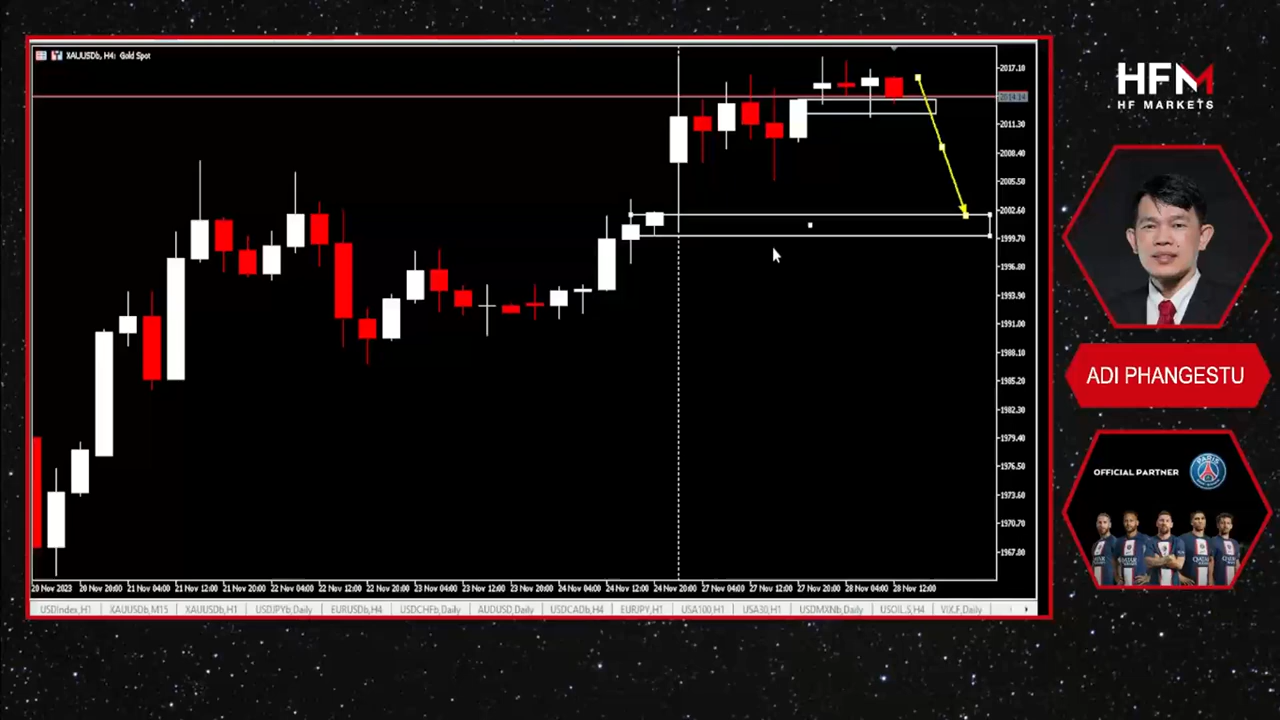 XAUUSDb, H4: Gold Spot
2017.10
2014.14
2011.30
2008.40
2005.50
2002.60
1999.70
1996.80
1993.90
1991.00
1989.10
1985.20
1982.30
1979.40
1976.50
1973.60
1970.70
1967.80
20 Nov 2023 20 Nov 20:00 21 Nov 04:00 21 Nov 12:00 21 Nov 20:00 22 Nov 04:00 22 Nov 12:00 22 Nov 20:00 23 Nov 04:00 23 Nov 12:00 23 Nov 20:00 24 Nov 04:00 24 Nov 12:00 24 Nov 20:00 27 Nov 04:00 27 Nov 12:00 27 Nov 20:00 28 Nov 04:00 28 Nov 12:00
USDIndex,H1 XAUUSDb,M15 XAUUSDb,H1 USDJPYb,Daily EURUSDb,H4 USDCHFb,Daily AUDUSD,Daily USDCADb,H4 EURJPY,H1 USA100,H1 USA30,H1 USDMXNb,Daily USOIL.S,H4 VIX.F,Daily
HFM
HF MARKETS
ADI PHANGESTU
OFFICIAL PARTNER
PARIS